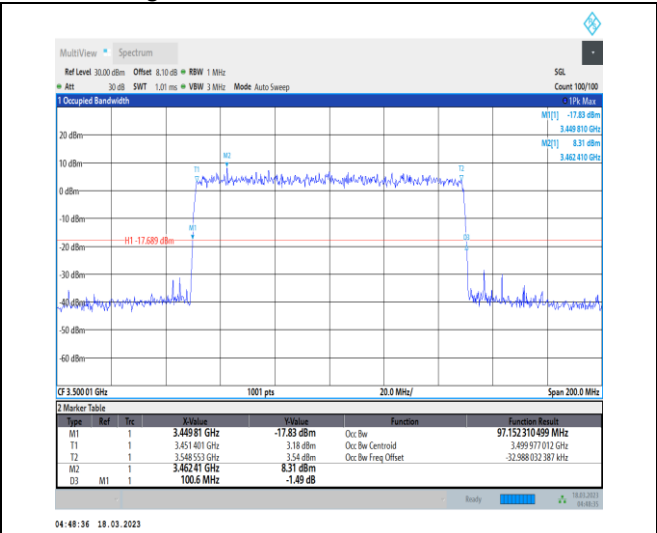 MultiView Spectrum
Ref Level 30.00 dBm Offset 8.10 dB RBW 1 MHz SGL
Att 30 dB SWT 1.01 ms VBW 3 MHz Mode Auto Sweep Count 100/100
1 Occupied Bandwidth 1Pk Max
M1[1] -17.83 dBm
3.449 810 GHz
20 dBm
M2[1] 8.31 dBm
3.462 410 GHz
M2
10 dBm
T1 T2
0 dBm
-10 dBm
M1
D3
H1 -17.689 dBm
-20 dBm
-30 dBm
-40 dBm
-50 dBm
-60 dBm
CF 3.500 01 GHz 1001 pts 20.0 MHz/ Span 200.0 MHz
2 Marker Table
Type Ref Trc X-Value Y-Value Function Function Result
M1 1 3.449 81 GHz -17.83 dBm Occ Bw 97.152 310 499 MHz
T1 1 3.451 401 GHz 3.18 dBm Occ Bw Centroid 3.499 977 012 GHz
T2 1 3.548 553 GHz 3.54 dBm Occ Bw Freq Offset -32.988 032 387 kHz
M2 1 3.462 41 GHz 8.31 dBm
D3 M1 1 100.6 MHz -1.49 dB
Ready 18.03.2023
04:48:35
04:48:36 18.03.2023